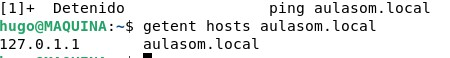 [1]+  Detenido                ping aulasom.local
hugo@MAQUINA:~$ getent hosts aulasom.local
127.0.1.1       aulasom.local